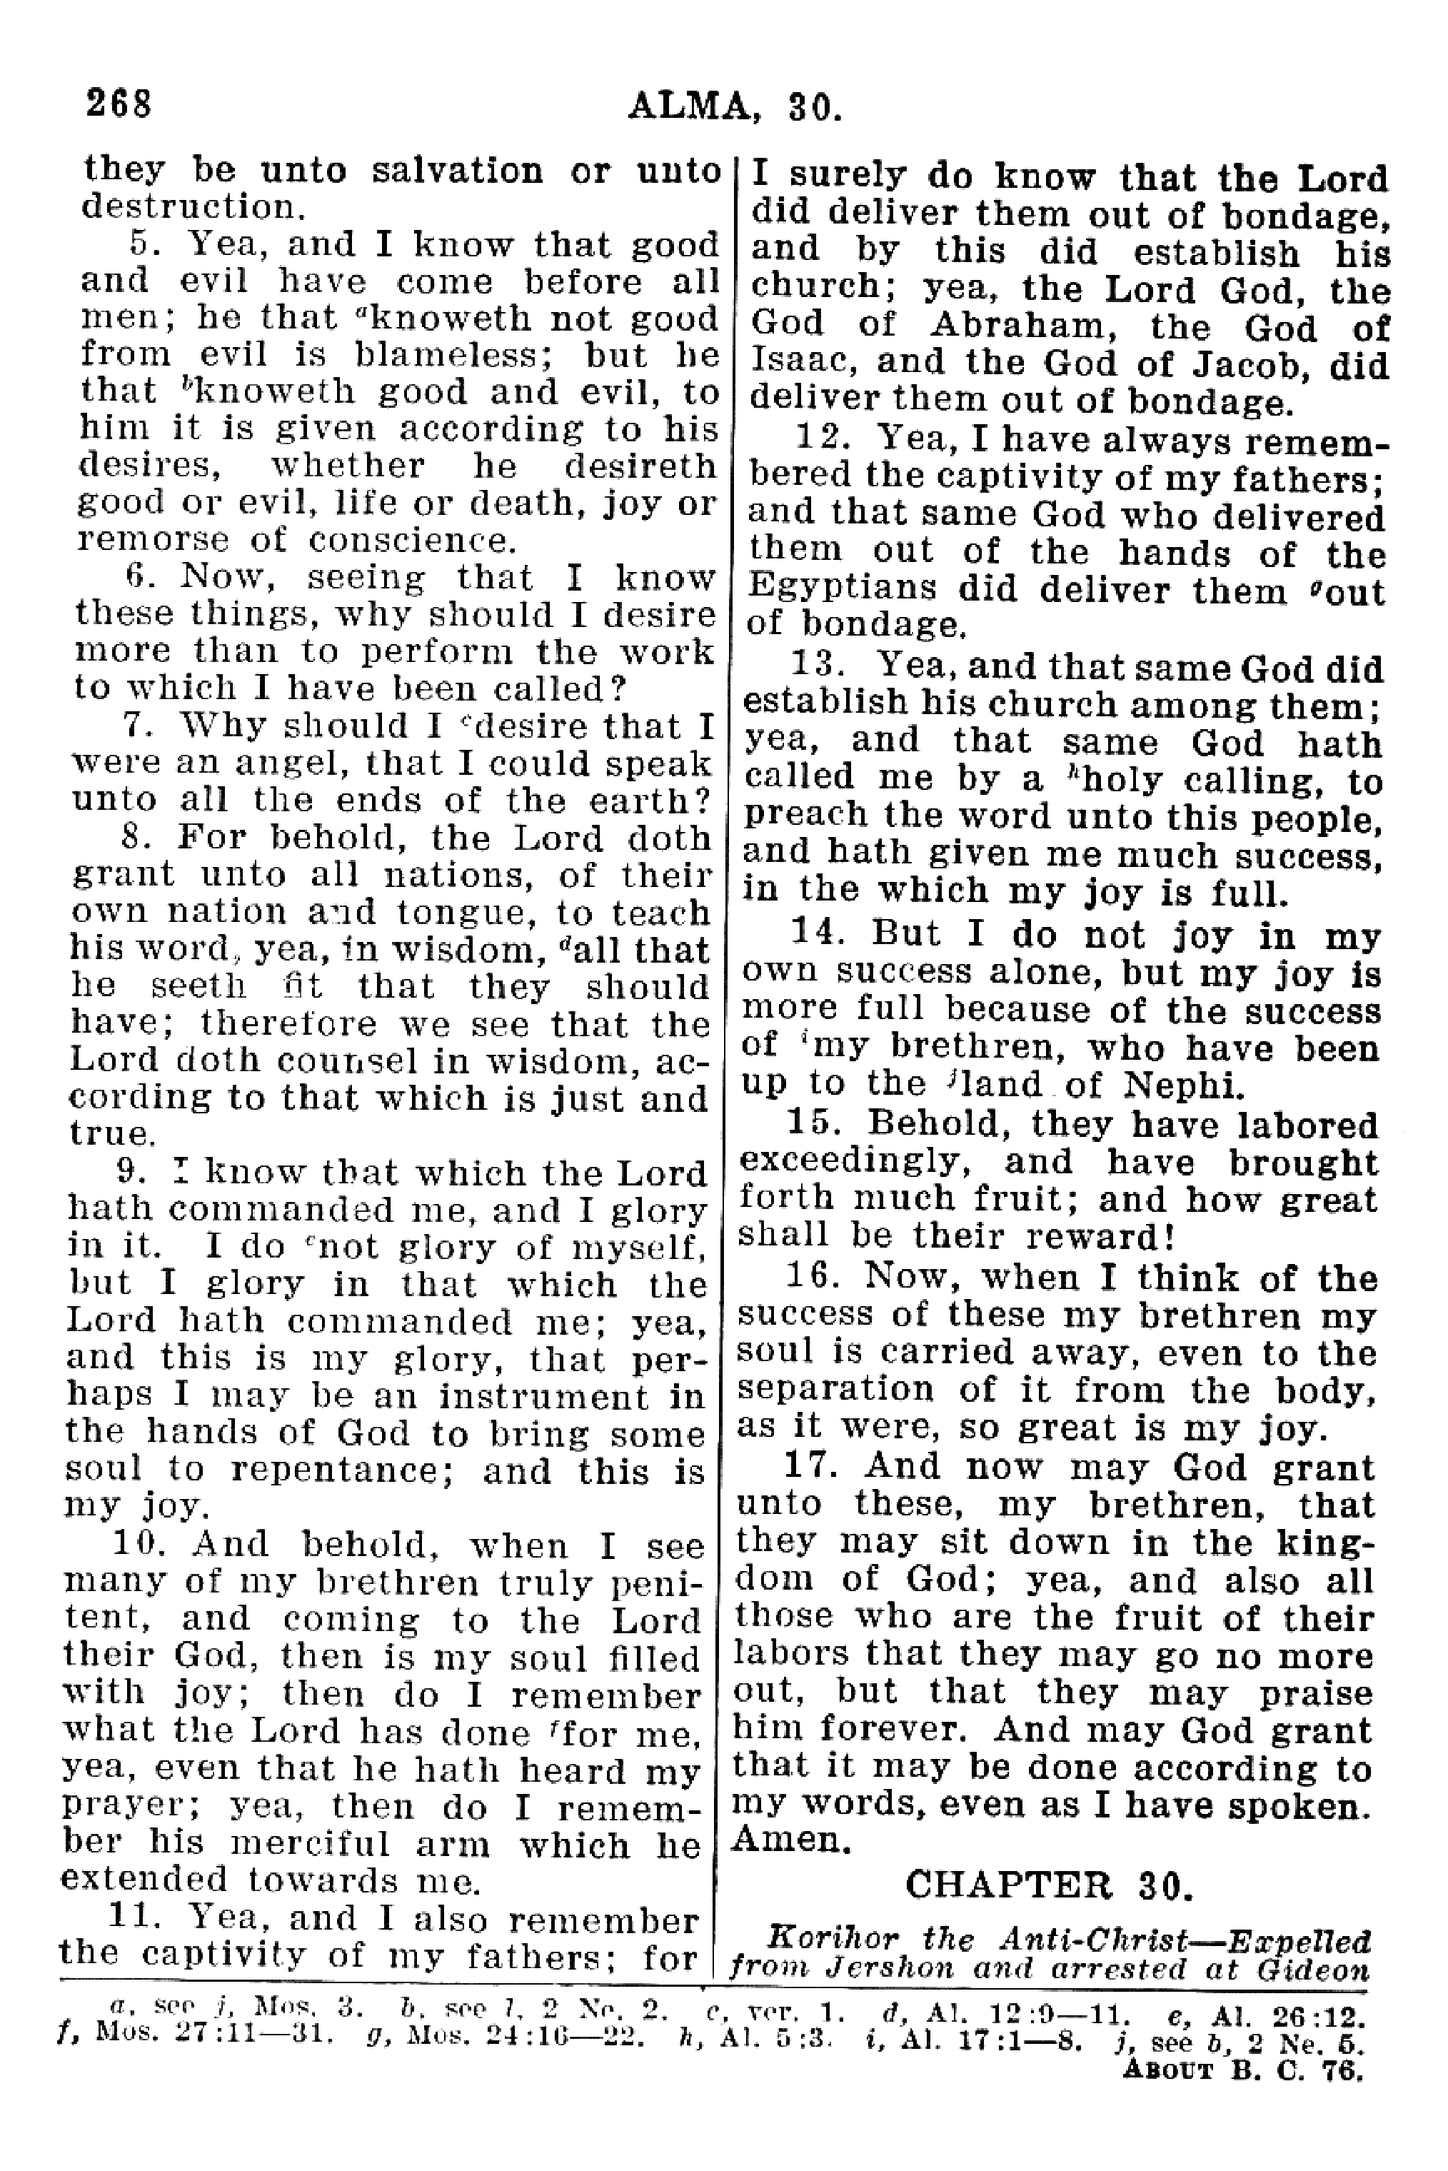 268
ALMA, 30.
they be unto salvation or unto
destruction.
5. Yea, and I know that good
and evil have come before all
men; he that aknoweth not good
from evil is blameless; but he
that bknoweth good and evil, to
him it is given according to his
desires, whether he desireth
good or evil, life or death, joy or
remorse of conscience.
6. Now, seeing that I know
these things, why should I desire
more than to perform the work
to which I have been called?
7. Why should I cdesire that I
were an angel, that I could speak
unto all the ends of the earth?
8. For behold, the Lord doth
grant unto all nations, of their
own nation and tongue, to teach
his word, yea, in wisdom, dall that
he seeth fit that they should
have; therefore we see that the
Lord doth counsel in wisdom, ac-
cording to that which is just and
true.
9. I know that which the Lord
hath commanded me, and I glory
in it. I do enot glory of myself,
but I glory in that which the
Lord hath commanded me; yea,
and this is my glory, that per-
haps I may be an instrument in
the hands of God to bring some
soul to repentance; and this is
my joy.
10. And behold, when I see
many of my brethren truly peni-
tent, and coming to the Lord
their God, then is my soul filled
with joy; then do I remember
what the Lord has done ffor me,
yea, even that he hath heard my
prayer; yea, then do I remem-
ber his merciful arm which he
extended towards me.
11. Yea, and I also remember
the captivity of my fathers; for
I surely do know that the Lord
did deliver them out of bondage,
and by this did establish his
church; yea, the Lord God, the
God of Abraham, the God of
Isaac, and the God of Jacob, did
deliver them out of bondage.
12. Yea, I have always remem-
bered the captivity of my fathers;
and that same God who delivered
them out of the hands of the
Egyptians did deliver them gout
of bondage.
13. Yea, and that same God did
establish his church among them;
yea, and that same God hath
called me by a hholy calling, to
preach the word unto this people,
and hath given me much success,
in the which my joy is full.
14. But I do not joy in my
own success alone, but my joy is
more full because of the success
of imy brethren, who have been
up to the jland of Nephi.
15. Behold, they have labored
exceedingly, and have brought
forth much fruit; and how great
shall be their reward!
16. Now, when I think of the
success of these my brethren my
soul is carried away, even to the
separation of it from the body,
as it were, so great is my joy.
17. And now may God grant
unto these, my brethren, that
they may sit down in the king-
dom of God; yea, and also all
those who are the fruit of their
labors that they may go no more
out, but that they may praise
him forever. And may God grant
that it may be done according to
my words, even as I have spoken.
Amen.
CHAPTER 30.
Korihor the Anti-Christ—Expelled
from Jershon and arrested at Gideon
a, see j, Mos. 3. b, see l, 2 Ne. 2. c, ver. 1. d, Al. 12:9—11. e, Al. 26:12.
f, Mos. 27:11—31. g, Mos. 24:16—22. h, Al. 5:3. i, Al. 17:1—8. j, see b, 2 Ne. 5.
ABOUT B. C. 76.